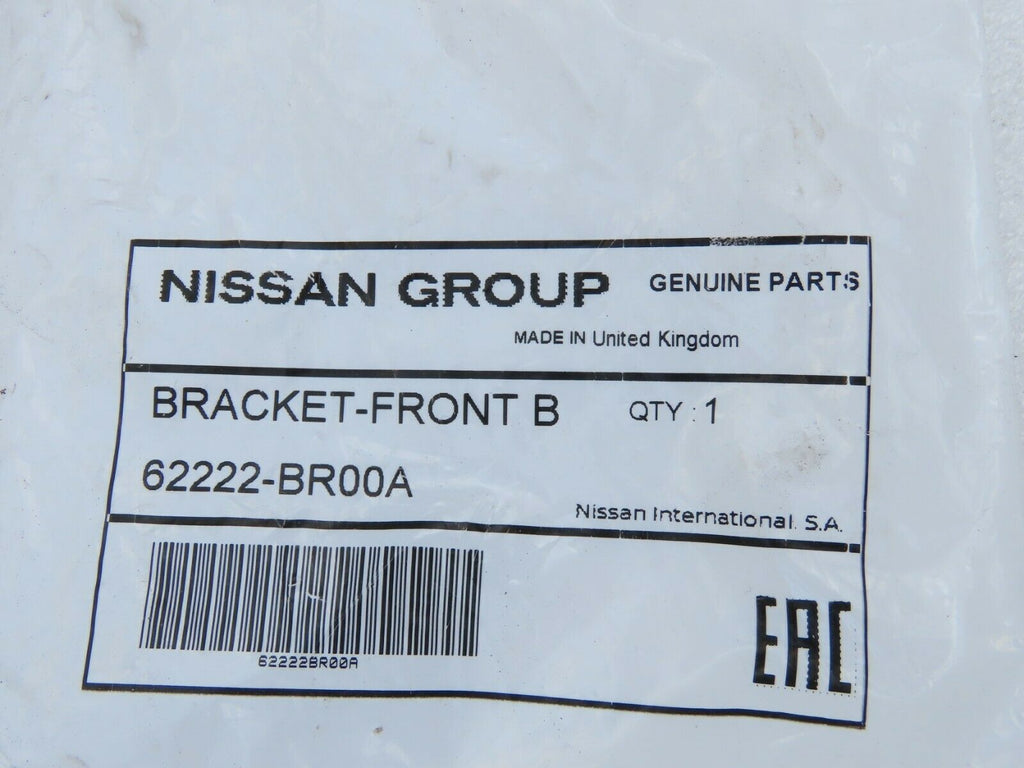 NISSAN GROUP GENUINE PARTS
MADE IN United Kingdom
BRACKET-FRONT B QTY : 1
62222-BR00A
Nissan International. S.A.
62222BR00A
EAC